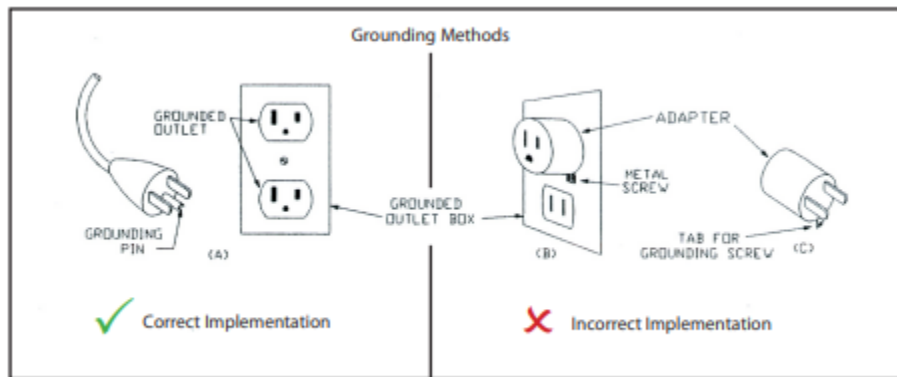 Grounding Methods
GROUNDED
OUTLET
GROUNDING
PIN
(A)
GROUNDED
OUTLET BOX
ADAPTER
METAL
SCREW
(B)
TAB FOR
GROUNDING SCREW
(C)
Correct Implementation
Incorrect Implementation